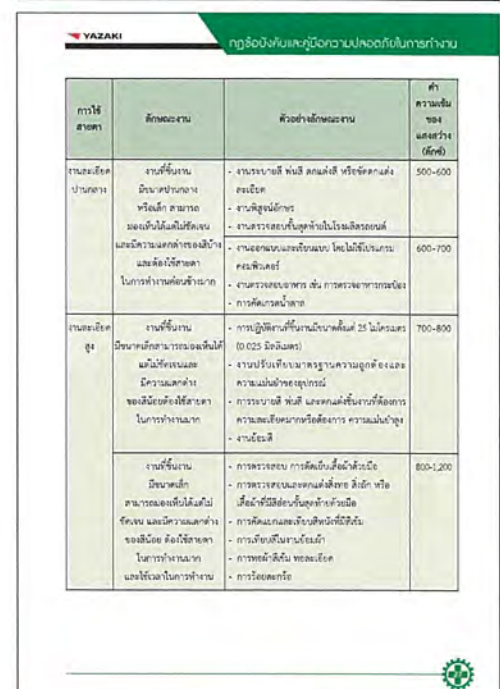 YAZAKI
กฎข้อบังคับและคู่มือความปลอดภัยในการทำงาน
การใช้
สายตา
ลักษณะงาน
ตัวอย่างลักษณะงาน
ค่า
ความเข้ม
ของ
แสงสว่าง
(ลักซ์)
งานละเอียด
ปานกลาง
งานที่ชิ้นงาน
มีขนาดปานกลาง
หรือเล็ก สามารถ
มองเห็นได้แต่ไม่ชัดเจน
และมีความแตกต่างของสีบ้าง
และต้องใช้สายตา
ในการทำงานค่อนข้างมาก
- งานระบายสี พ่นสี ตกแต่งสี หรือขัดตกแต่ง
ละเอียด
- งานพิสูจน์อักษร
- งานตรวจสอบขั้นสุดท้ายในโรงผลิตรถยนต์
500-600
- งานออกแบบและเขียนแบบ โดยไม่ใช้โปรแกรม
คอมพิวเตอร์
- งานตรวจสอบอาหาร เช่น การตรวจอาหารกระป๋อง
- การคัดเกรดน้ำตาล
600-700
งานละเอียด
สูง
งานที่ชิ้นงาน
มีขนาดเล็กสามารถมองเห็นได้
แต่ไม่ชัดเจนและ
มีความแตกต่าง
ของสีน้อยต้องใช้สายตา
ในการทำงานมาก
- การปฏิบัติงานที่ชิ้นงานมีขนาดตั้งแต่ 25 ไมโครเมตร
(0.025 มิลลิเมตร)
- งานปรับเทียบมาตรฐานความถูกต้องและ
ความแม่นยำของอุปกรณ์
- การระบายสี พ่นสี และตกแต่งชิ้นงานที่ต้องการ
ความละเอียดมากหรือต้องการ ความแม่นยำสูง
- งานย้อมสี
700-800
งานที่ชิ้นงาน
มีขนาดเล็ก
สามารถมองเห็นได้แต่ไม่
ชัดเจน และมีความแตกต่าง
ของสีน้อย ต้องใช้สายตา
ในการทำงานมาก
และใช้เวลาในการทำงาน
- การตรวจสอบ การตัดเย็บเสื้อผ้าด้วยมือ
- การตรวจสอบและตกแต่งสิ่งทอ สิ่งถัก หรือ
เสื้อผ้าที่มีสีอ่อนขั้นสุดท้ายด้วยมือ
- การคัดแยกและเทียบสีหนังที่มีสีเข้ม
- การเทียบสีในงานย้อมผ้า
- การทอผ้าสีเข้ม ทอละเอียด
- การร้อยตะกร้อ
800-1,200